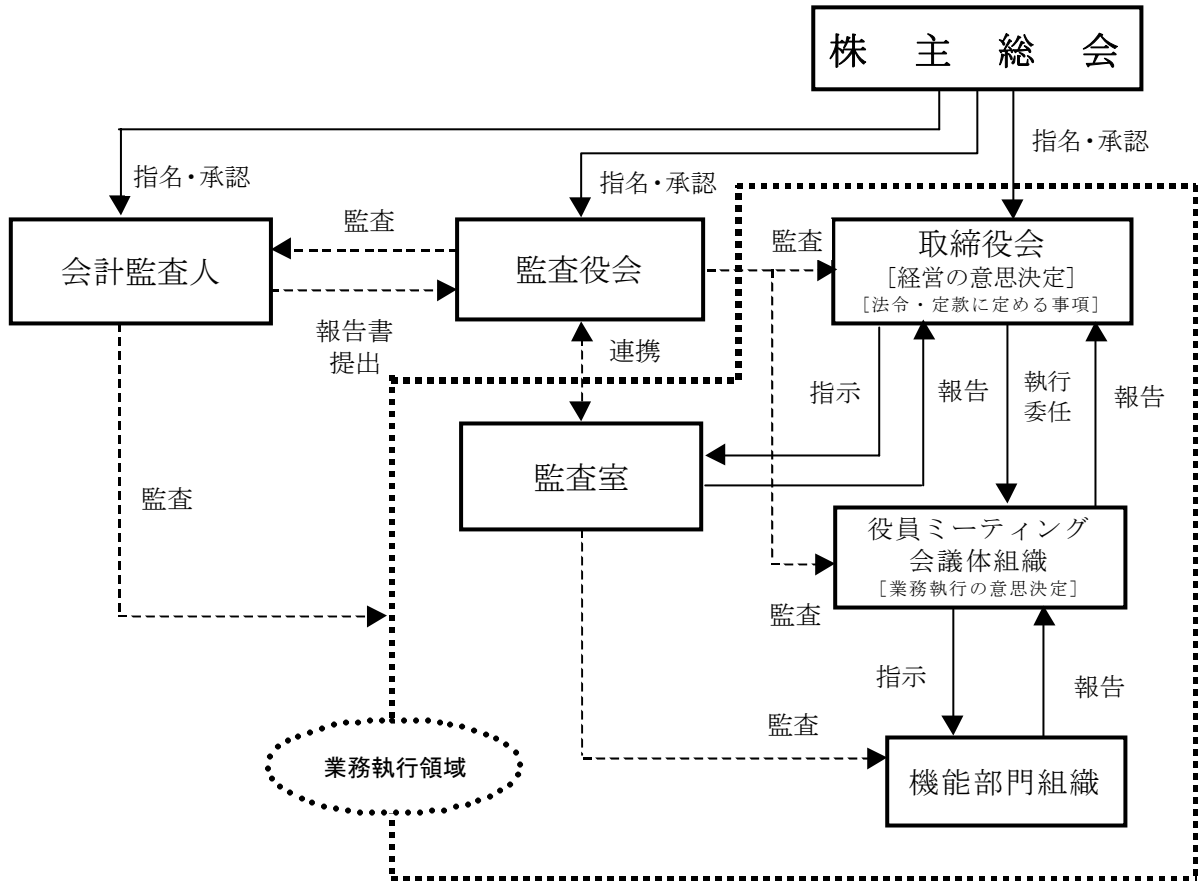 株主総会
指名・承認
指名・承認
指名・承認
会計監査人
監査
報告書
提出
監査役会
監査
取締役会
[経営の意思決定]
[法令・定款に定める事項]
連携
指示
報告
執行
委任
報告
監査室
監査
役員ミーティング
会議体組織
[業務執行の意思決定]
監査
指示
報告
監査
業務執行領域
機能部門組織